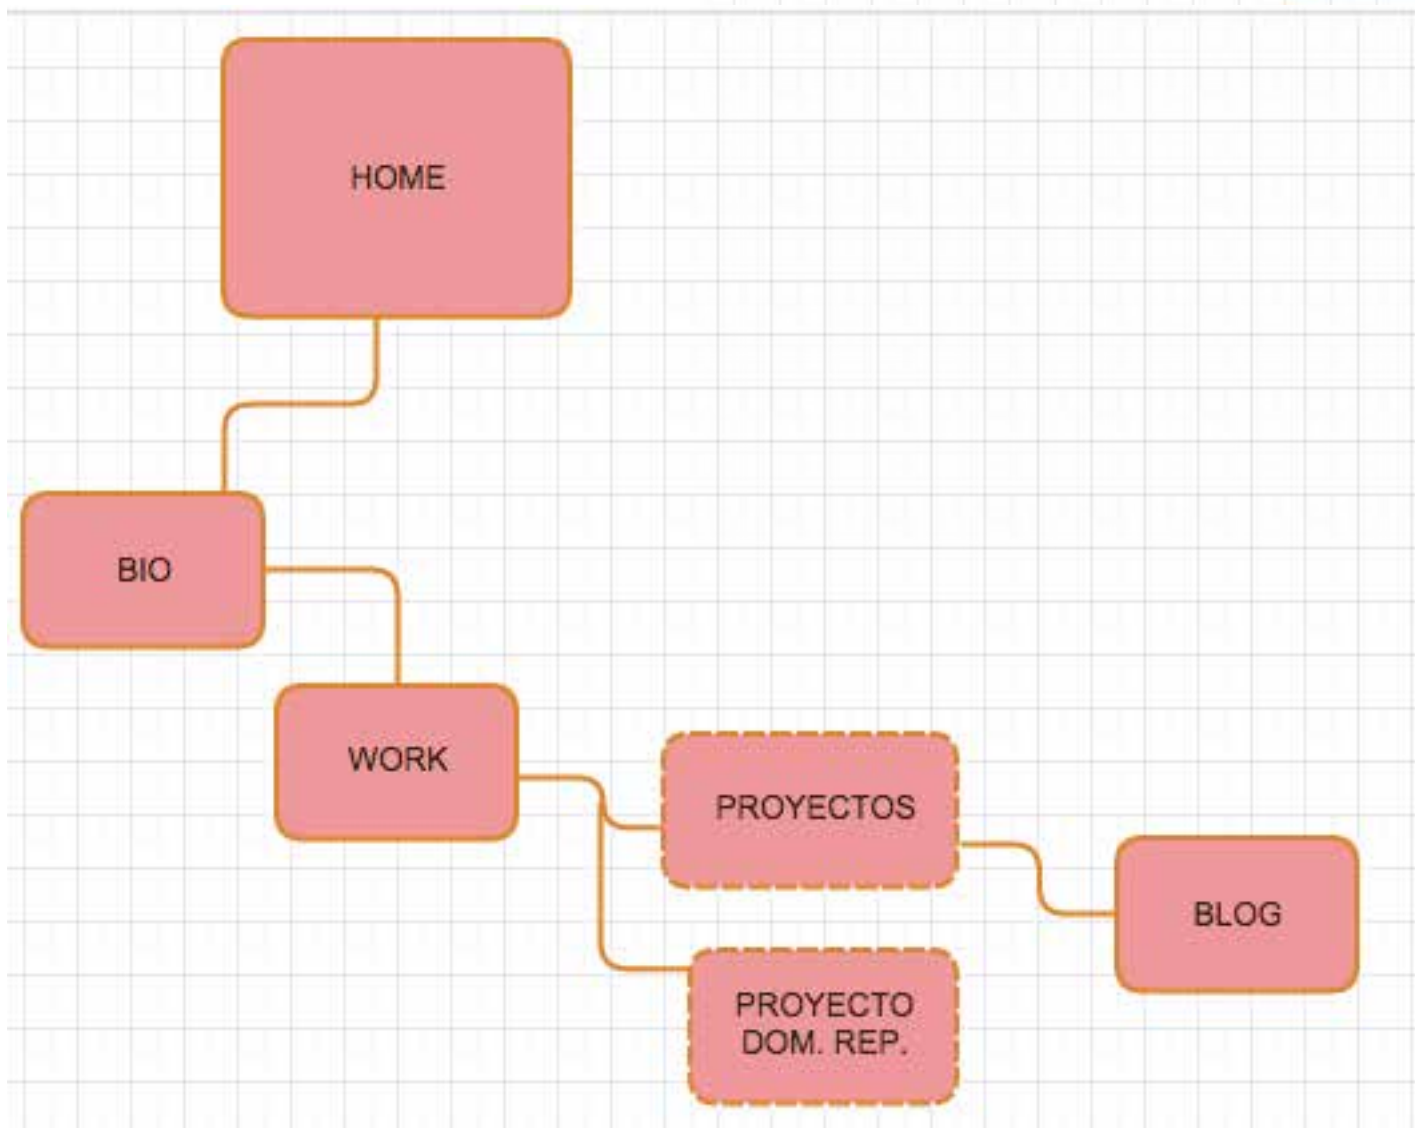 HOME
BIO
WORK
PROYECTOS
BLOG
PROYECTO
DOM. REP.